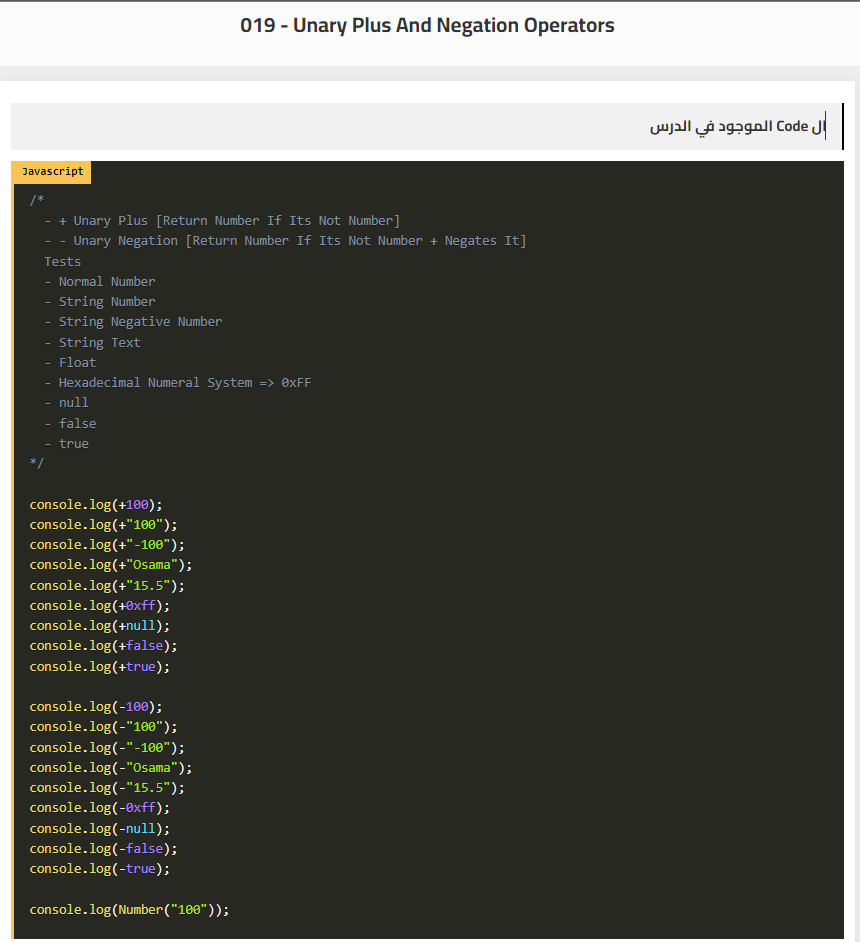 019 - Unary Plus And Negation Operators
ال Code الموجود في الدرس
Javascript
/*
  - + Unary Plus [Return Number If Its Not Number]
  - - Unary Negation [Return Number If Its Not Number + Negates It]
  Tests
  - Normal Number
  - String Number
  - String Negative Number
  - String Text
  - Float
  - Hexadecimal Numeral System => 0xFF
  - null
  - false
  - true
*/
console.log(+100);
console.log(+"100");
console.log(+"-100");
console.log(+"Osama");
console.log(+"15.5");
console.log(+0xff);
console.log(+null);
console.log(+false);
console.log(+true);
console.log(-100);
console.log(-"100");
console.log(-"-100");
console.log(-"Osama");
console.log(-"15.5");
console.log(-0xff);
console.log(-null);
console.log(-false);
console.log(-true);
console.log(Number("100"));